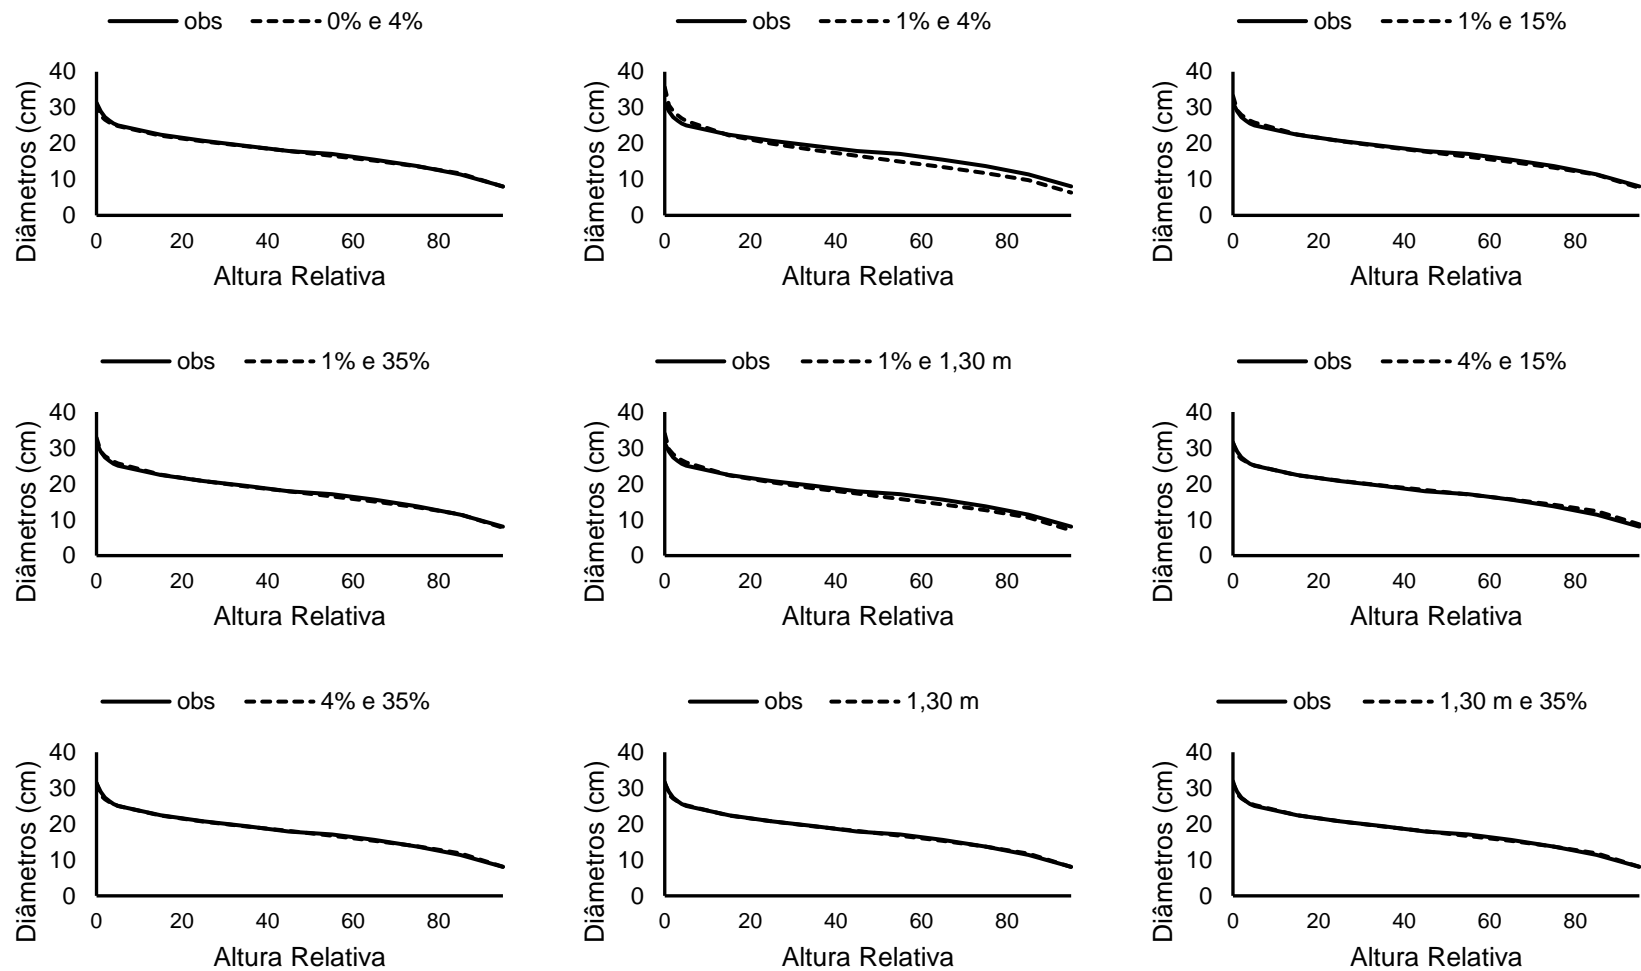 obs 0% e 4%
40
30
20
10
0
Diâmetros (cm)
0 20 40 60 80
Altura Relativa
obs 1% e 4%
40
30
20
10
0
Diâmetros (cm)
0 20 40 60 80
Altura Relativa
obs 1% e 15%
40
30
20
10
0
Diâmetros (cm)
0 20 40 60 80
Altura Relativa
obs 1% e 35%
40
30
20
10
0
Diâmetros (cm)
0 20 40 60 80
Altura Relativa
obs 1% e 1,30 m
40
30
20
10
0
Diâmetros (cm)
0 20 40 60 80
Altura Relativa
obs 4% e 15%
40
30
20
10
0
Diâmetros (cm)
0 20 40 60 80
Altura Relativa
obs 4% e 35%
40
30
20
10
0
Diâmetros (cm)
0 20 40 60 80
Altura Relativa
obs 1,30 m
40
30
20
10
0
Diâmetros (cm)
0 20 40 60 80
Altura Relativa
obs 1,30 m e 35%
40
30
20
10
0
Diâmetros (cm)
0 20 40 60 80
Altura Relativa